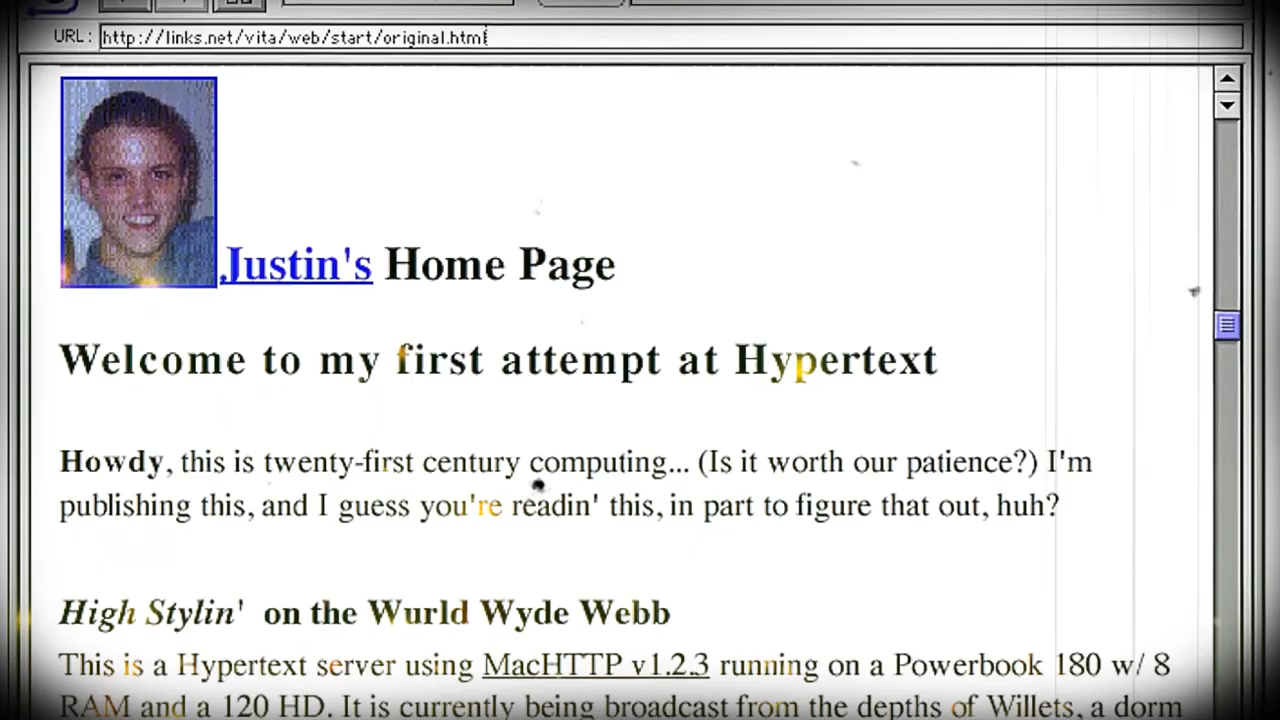 URL: http://links.net/vita/web/start/original.html
Justin's Home Page
Welcome to my first attempt at Hypertext
Howdy, this is twenty-first century computing... (Is it worth our patience?) I'm
publishing this, and I guess you're readin' this, in part to figure that out, huh?
High Stylin' on the Wurld Wyde Webb
This is a Hypertext server using MacHTTP v1.2.3 running on a Powerbook 180 w/ 8
RAM and a 120 HD. It is currently being broadcast from the depths of Willets, a dorm